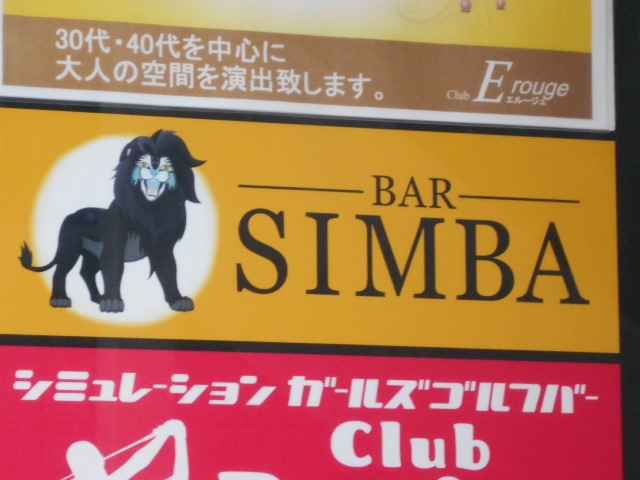 30代・40代を中心に
大人の空間を演出致します。
Club E rouge
エルージュ
BAR
SIMBA
シミュレーション ガールズゴルフバー
Club